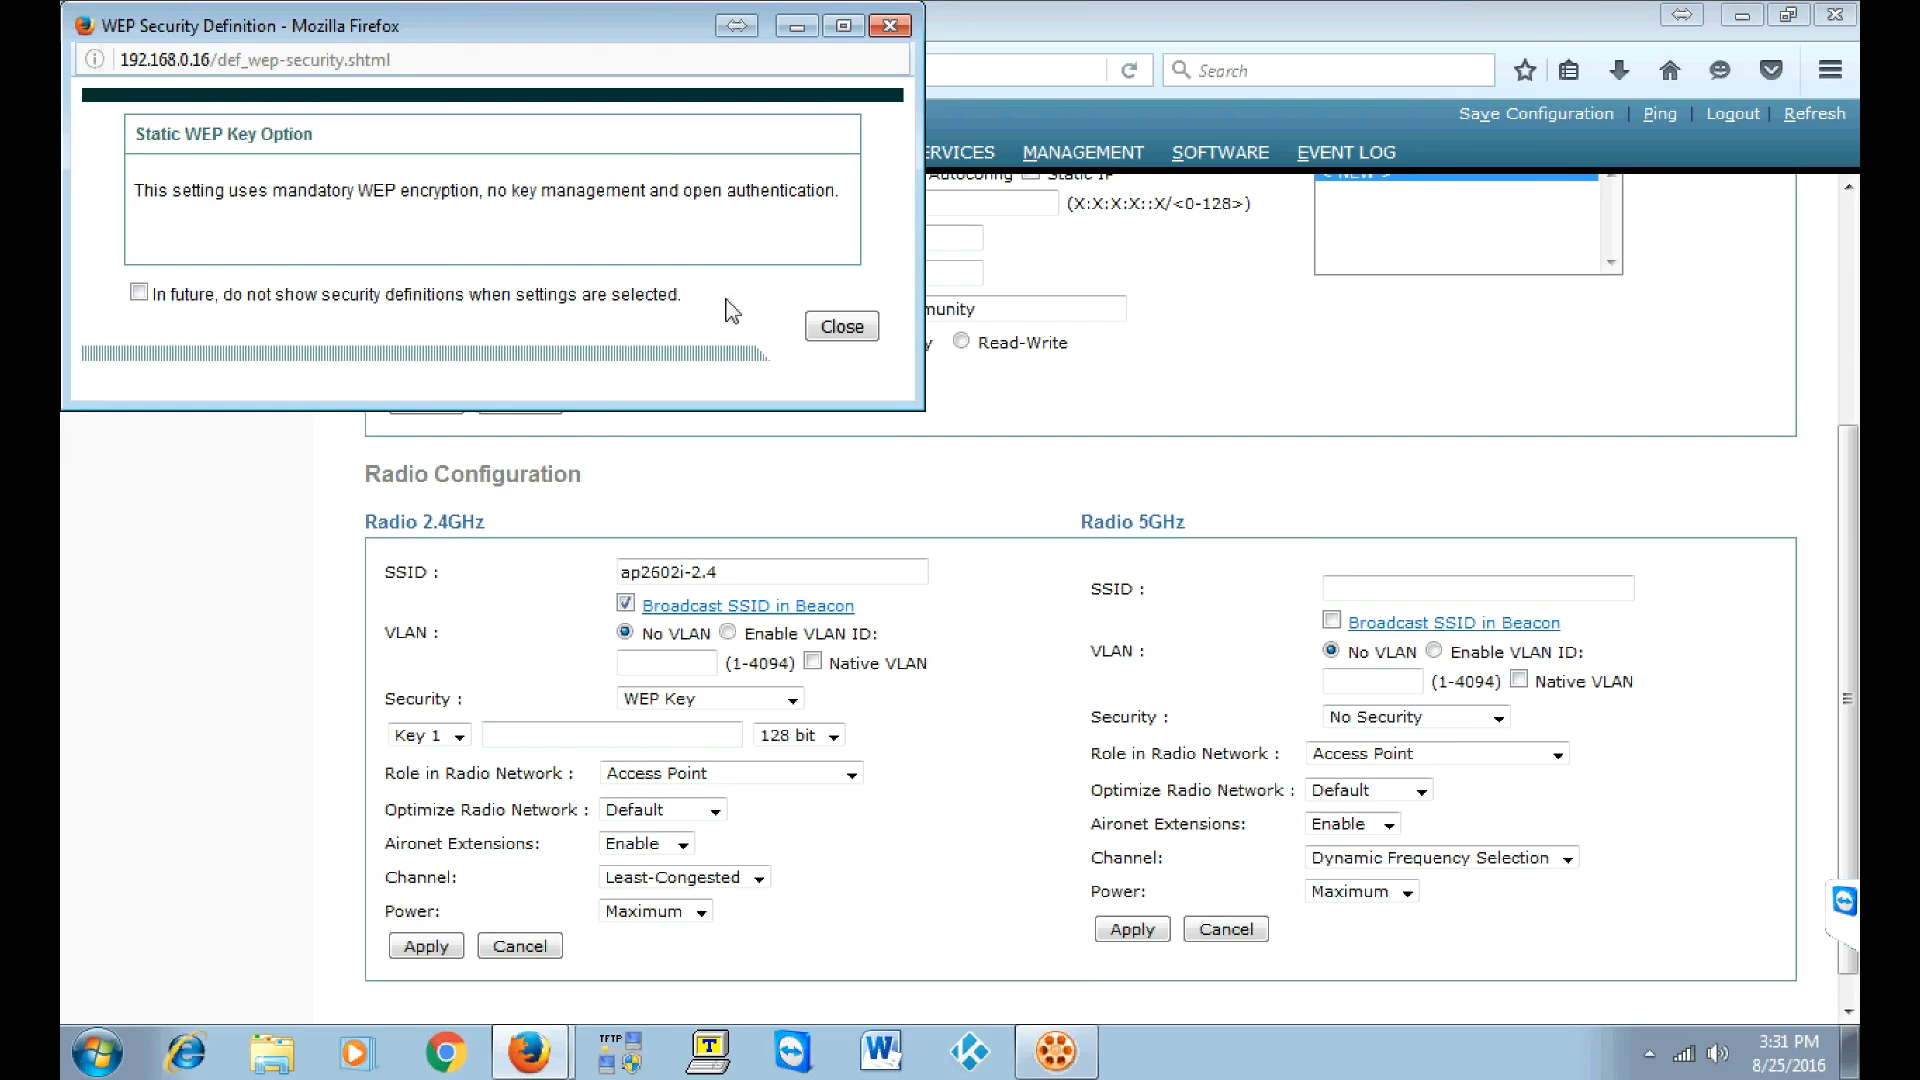 WEP Security Definition - Mozilla Firefox
192.168.0.16/def_wep-security.shtml
Search
Static WEP Key Option
Save Configuration | Ping | Logout | Refresh
This setting uses mandatory WEP encryption, no key management and open authentication.
ERVICES MANAGEMENT SOFTWARE EVENT LOG
Autoconfig Static IP
< NEW >
(X:X:X:X::X/<0-128>)
In future, do not show security definitions when settings are selected.
munity
Close
y Read-Write
Radio Configuration
Radio 2.4GHz
SSID :
ap2602i-2.4
Broadcast SSID in Beacon
VLAN :
No VLAN Enable VLAN ID:
(1-4094) Native VLAN
Security :
WEP Key
Key 1
128 bit
Role in Radio Network :
Access Point
Optimize Radio Network :
Default
Aironet Extensions:
Enable
Channel:
Least-Congested
Power:
Maximum
Apply Cancel
Radio 5GHz
SSID :
Broadcast SSID in Beacon
VLAN :
No VLAN Enable VLAN ID:
(1-4094) Native VLAN
Security :
No Security
Role in Radio Network :
Access Point
Optimize Radio Network :
Default
Aironet Extensions:
Enable
Channel:
Dynamic Frequency Selection
Power:
Maximum
Apply Cancel
TFTP
T
W
3:31 PM
8/25/2016